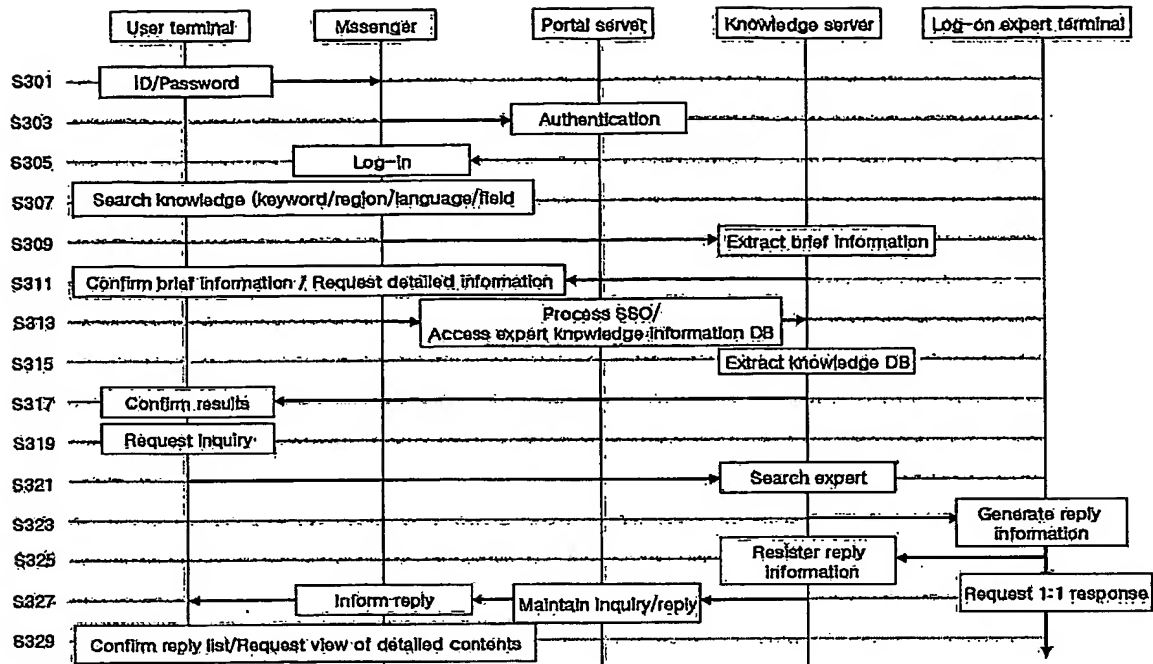 User terminal Mssenger Portal server Knowledge server Log-on expert terminal
S301 ID/Password
S303 Authentication
S305 Log-in
S307 Search knowledge (keyword/region/language/field
S309 Extract brief information
S311 Confirm brief information / Request detailed information
S313 Process SSO/
Access expert knowledge information DB
S315 Extract knowledge DB
S317 Confirm results
S319 Request inquiry
S321 Search expert
S323 Generate reply
information
S325 Resister reply
information
S327 Inform reply Maintain inquiry/reply Request 1:1 response
S329 Confirm reply list/Request view of detailed contents